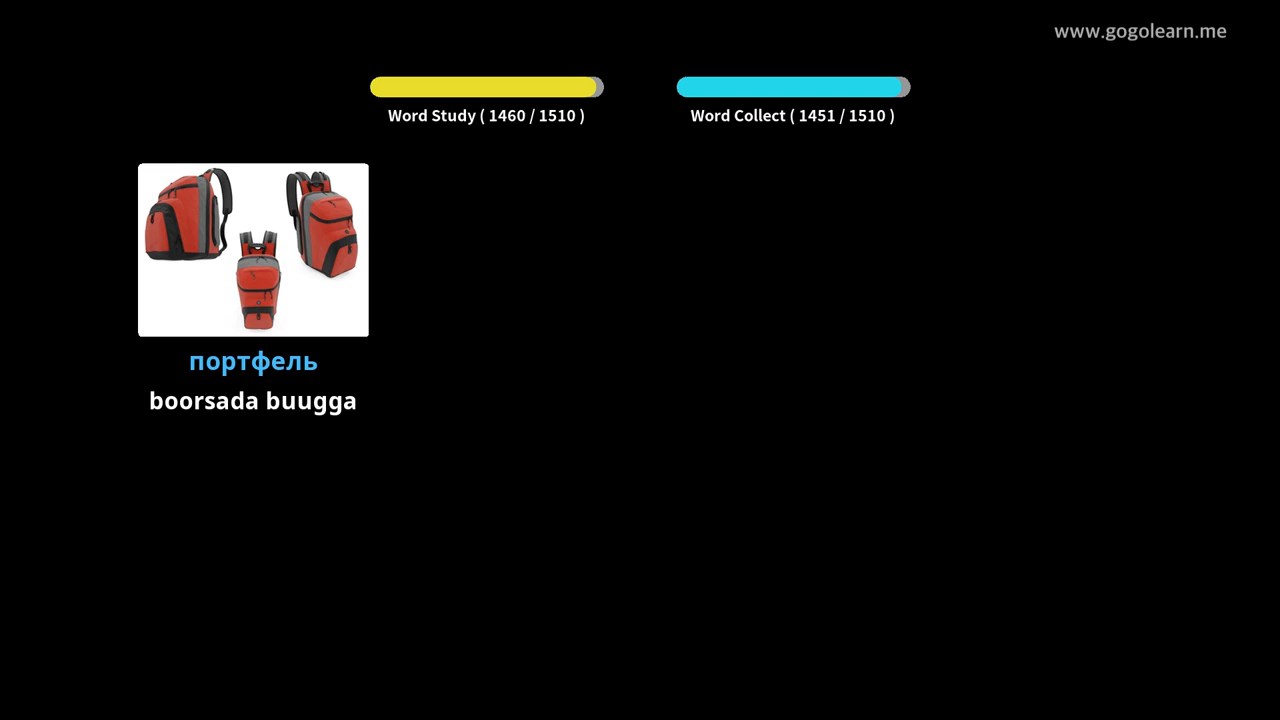 www.gogolearn.me
Word Study ( 1460 / 1510 )
Word Collect ( 1451 / 1510 )
портфель
boorsada buugga